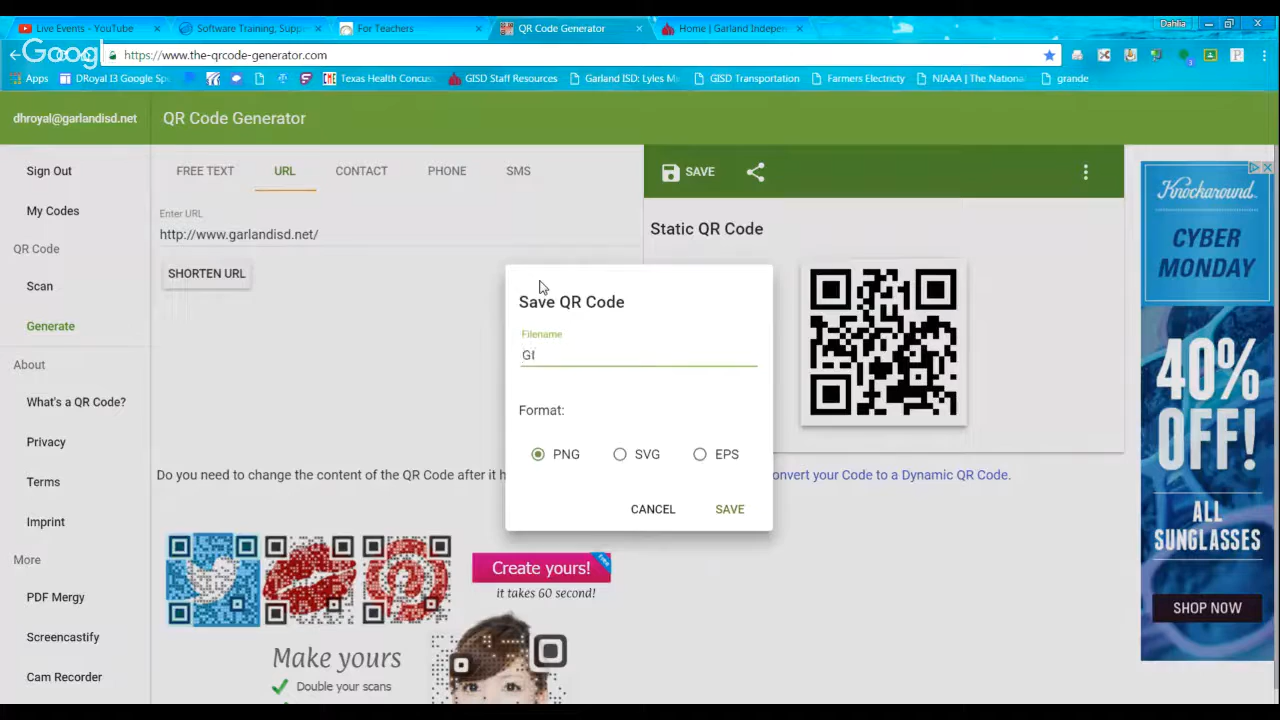 Live Events - YouTube
Software Training, Suppo
For Teachers
QR Code Generator
Home | Garland Indepen
Dahlia
Google
https://www.the-qrcode-generator.com
Apps
DRoyal I3 Google Sp
Texas Health Concuss
GISD Staff Resources
Garland ISD: Lyles M
GISD Transportation
Farmers Electricty
NIAAA | The Nationa
grande
dhroyal@garlandisd.net
QR Code Generator
Sign Out
My Codes
QR Code
Scan
Generate
About
What's a QR Code?
Privacy
Terms
Imprint
More
PDF Mergy
Screencastify
Cam Recorder
FREE TEXT
URL
CONTACT
PHONE
SMS
Enter URL
http://www.garlandisd.net/
SHORTEN URL
SAVE
Static QR Code
Save QR Code
Filename
GI
Format:
PNG
SVG
EPS
CANCEL
SAVE
Do you need to change the content of the QR Code after it h
onvert your Code to a Dynamic QR Code.
Create yours!
free
it takes 60 second!
Make yours
Double your scans
Knockaround
CYBER
MONDAY
40%
OFF!
ALL
SUNGLASSES
SHOP NOW